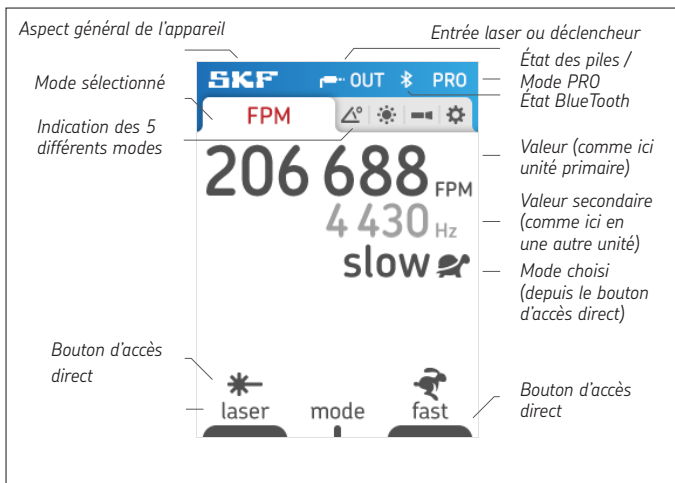 Aspect général de l'appareil
Entrée laser ou déclencheur
État des piles /
Mode PRO
État BlueTooth
Mode sélectionné
Indication des 5
différents modes
SKF OUT PRO
FPM
206 688 FPM
4 430 Hz
slow
Valeur (comme ici
unité primaire)
Valeur secondaire
(comme ici en
une autre unité)
Mode choisi
(depuis le bouton
d'accès direct)
Bouton d'accès
direct
laser mode fast
Bouton d'accès
direct